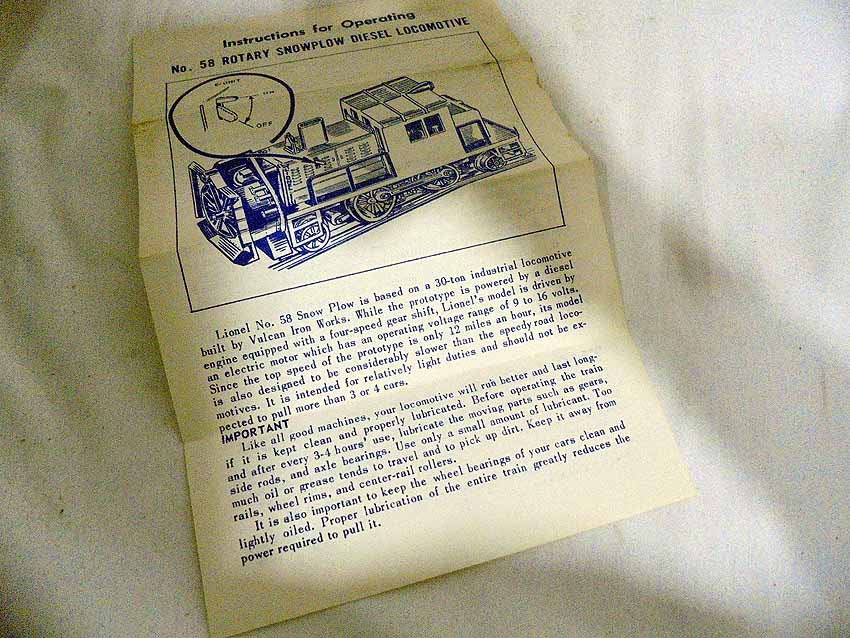 Instructions for Operating
No. 58 ROTARY SNOWPLOW DIESEL LOCOMOTIVE
E-UNIT
ON
OFF
Lionel No. 58 Snow Plow is based on a 30-ton industrial locomotive
built by Vulcan Iron Works. While the prototype is powered by a diesel
engine equipped with a four-speed gear shift, Lionel's model is driven by
an electric motor which has an operating voltage range of 9 to 16 volts.
Since the top speed of the prototype is only 12 miles an hour, its model
is also designed to be considerably slower than the speedy road loco-
motives. It is intended for relatively light duties and should not be ex-
pected to pull more than 3 or 4 cars.
IMPORTANT
Like all good machines, your locomotive will run better and last long-
if it is kept clean and properly lubricated. Before operating the train
and after every 3-4 hours' use, lubricate the moving parts such as gears,
side rods, and axle bearings. Use only a small amount of lubricant. Too
much oil or grease tends to travel and to pick up dirt. Keep it away from
rails, wheel rims, and center-rail rollers.
It is also important to keep the wheel bearings of your cars clean and
lightly oiled. Proper lubrication of the entire train greatly reduces the
power required to pull it.